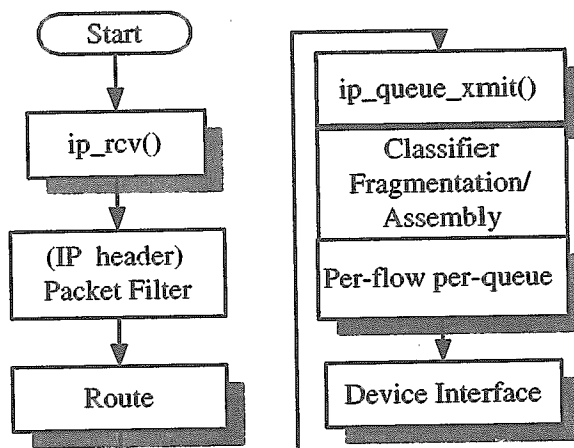 Start
ip_rcv()
(IP header)
Packet Filter
Route
ip_queue_xmit()
Classifier
Fragmentation/
Assembly
Per-flow per-queue
Device Interface